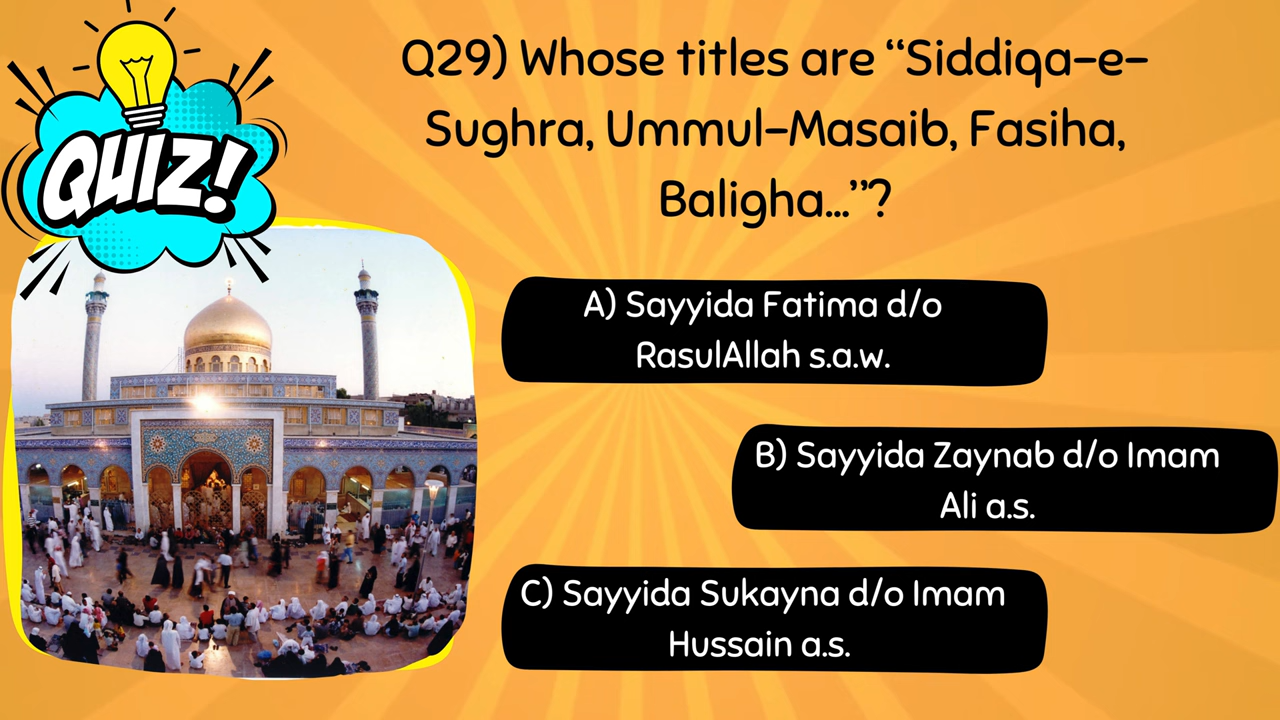 QUIZ!
Q29) Whose titles are “Siddiqa-e-
Sughra, Ummul-Masaib, Fasiha,
Baligha...”?
A) Sayyida Fatima d/o
RasulAllah s.a.w.
B) Sayyida Zaynab d/o Imam
Ali a.s.
C) Sayyida Sukayna d/o Imam
Hussain a.s.